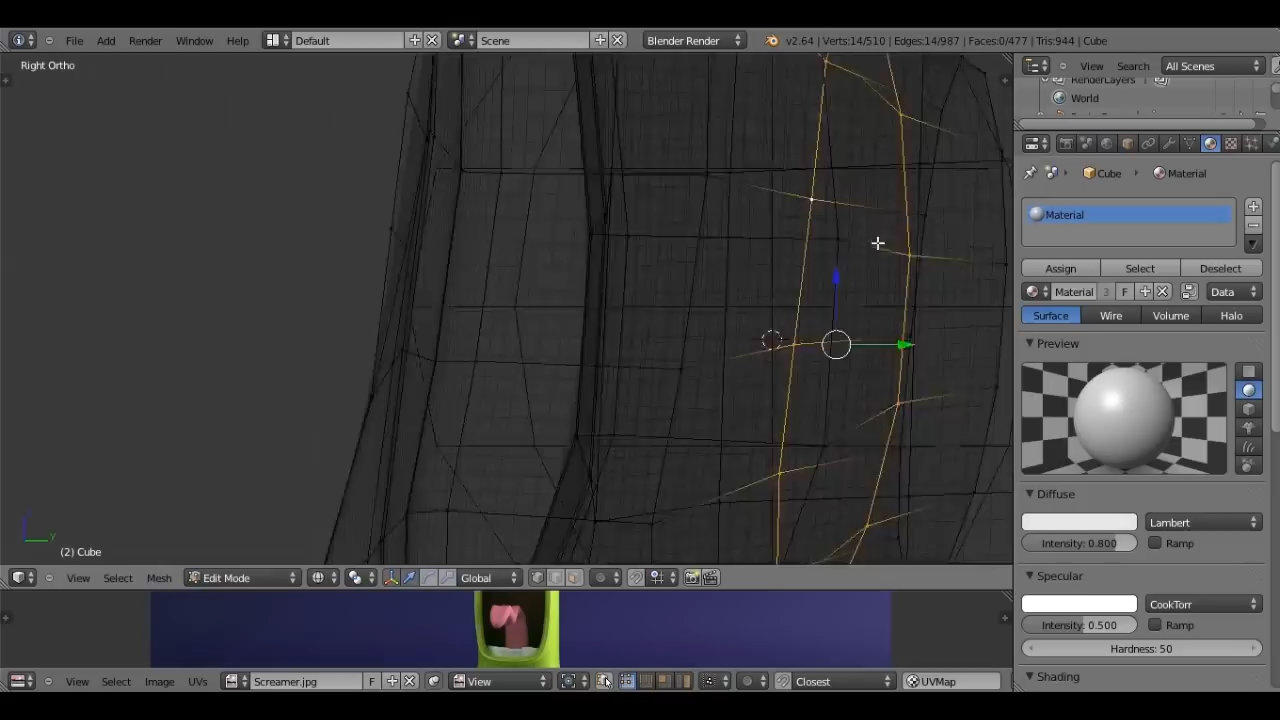 File Add Render Window Help Default Scene Blender Render v2.64 | Verts:14/510 | Edges:14/987 | Faces:0/477 | Tris:944 | Cube
Right Ortho
View Search All Scenes
RenderLayers
World
Cube Material
Material
Assign Select Deselect
Material 3 F Data
Surface Wire Volume Halo
Preview
Diffuse
Lambert
Intensity: 0.800 Ramp
Specular
CookTorr
Intensity: 0.500 Ramp
Hardness: 50
Shading
z
y
(2) Cube
View Select Mesh Edit Mode Global
View Select Image UVs Screamer.jpg F View Closest UVMap